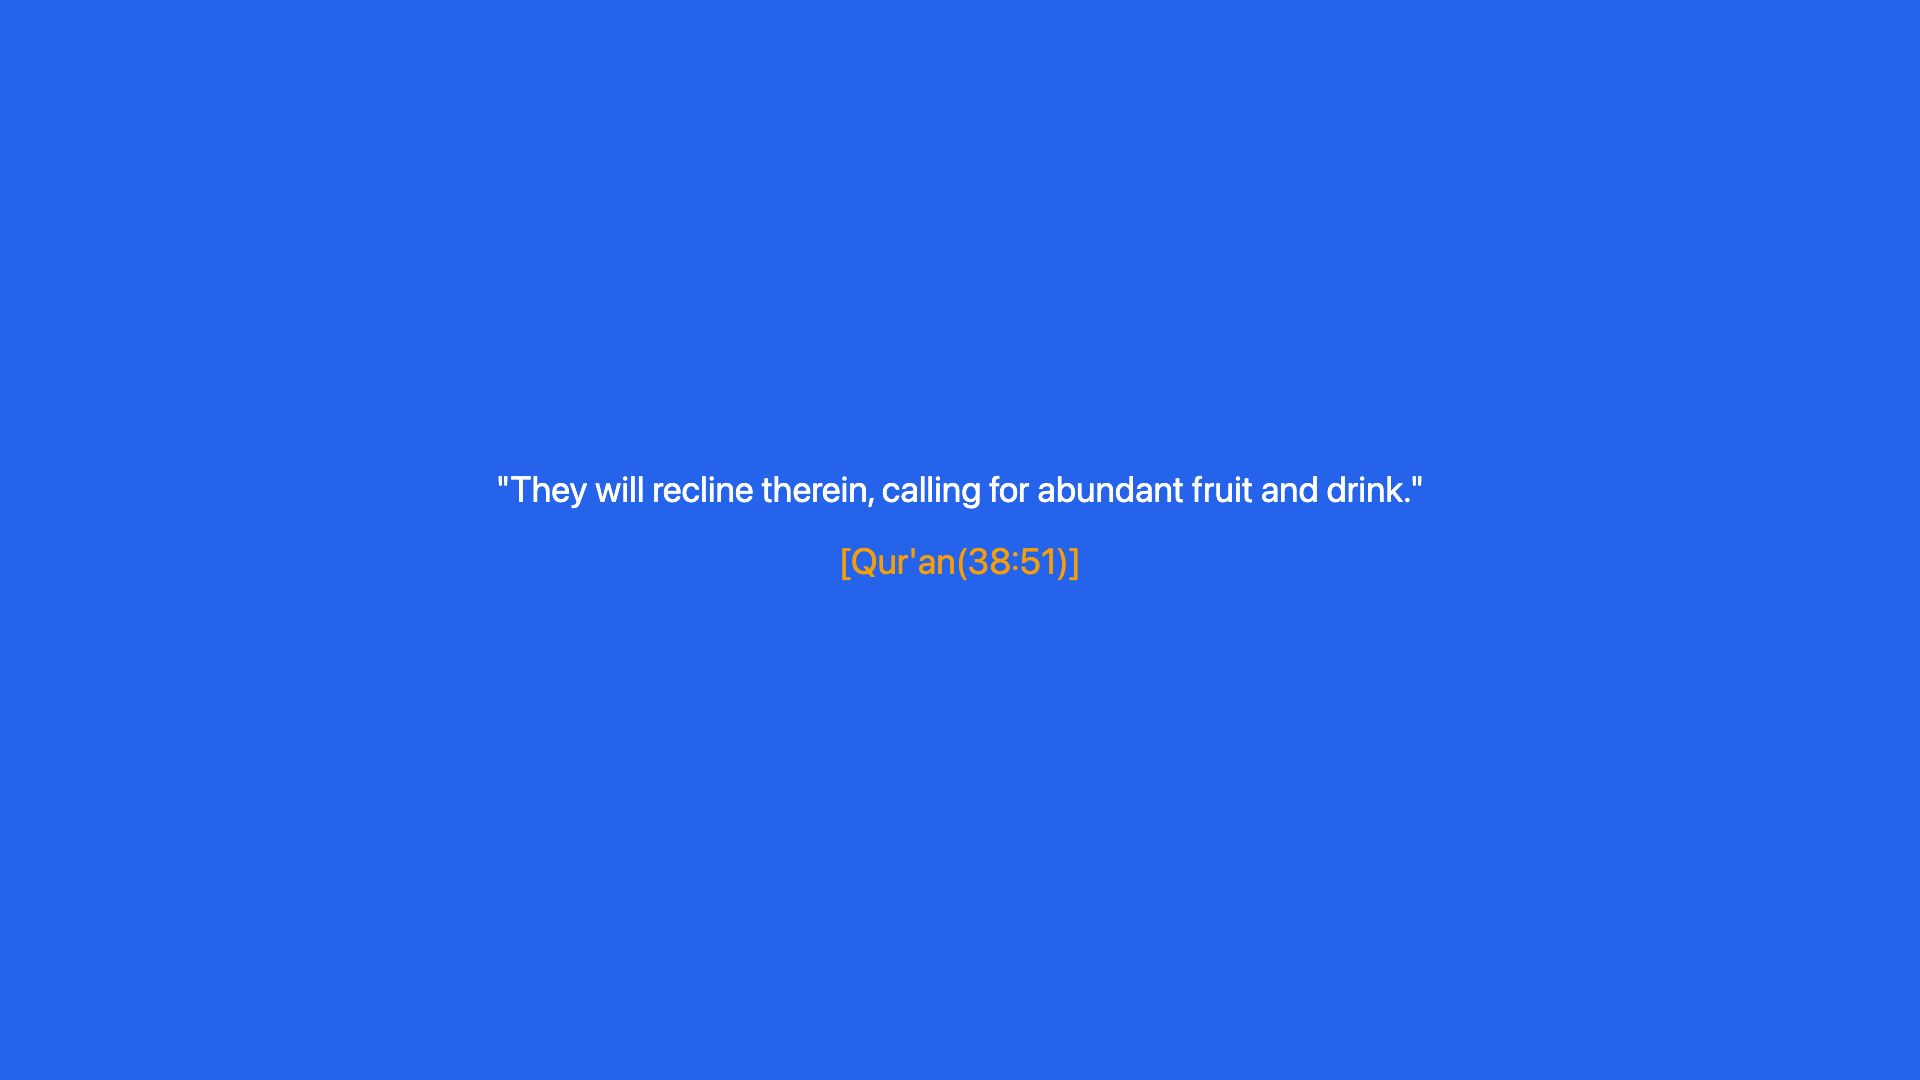 "They will recline therein, calling for abundant fruit and drink."
[Qur'an(38:51)]